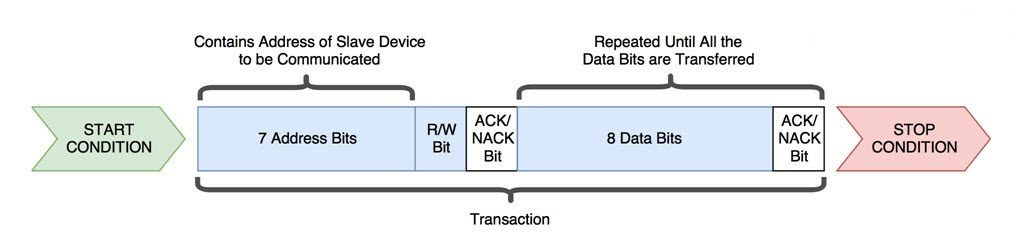 Contains Address of Slave Device
to be Communicated
Repeated Until All the
Data Bits are Transferred
START
CONDITION
7 Address Bits
R/W
Bit
ACK/
NACK
Bit
8 Data Bits
ACK/
NACK
Bit
STOP
CONDITION
Transaction